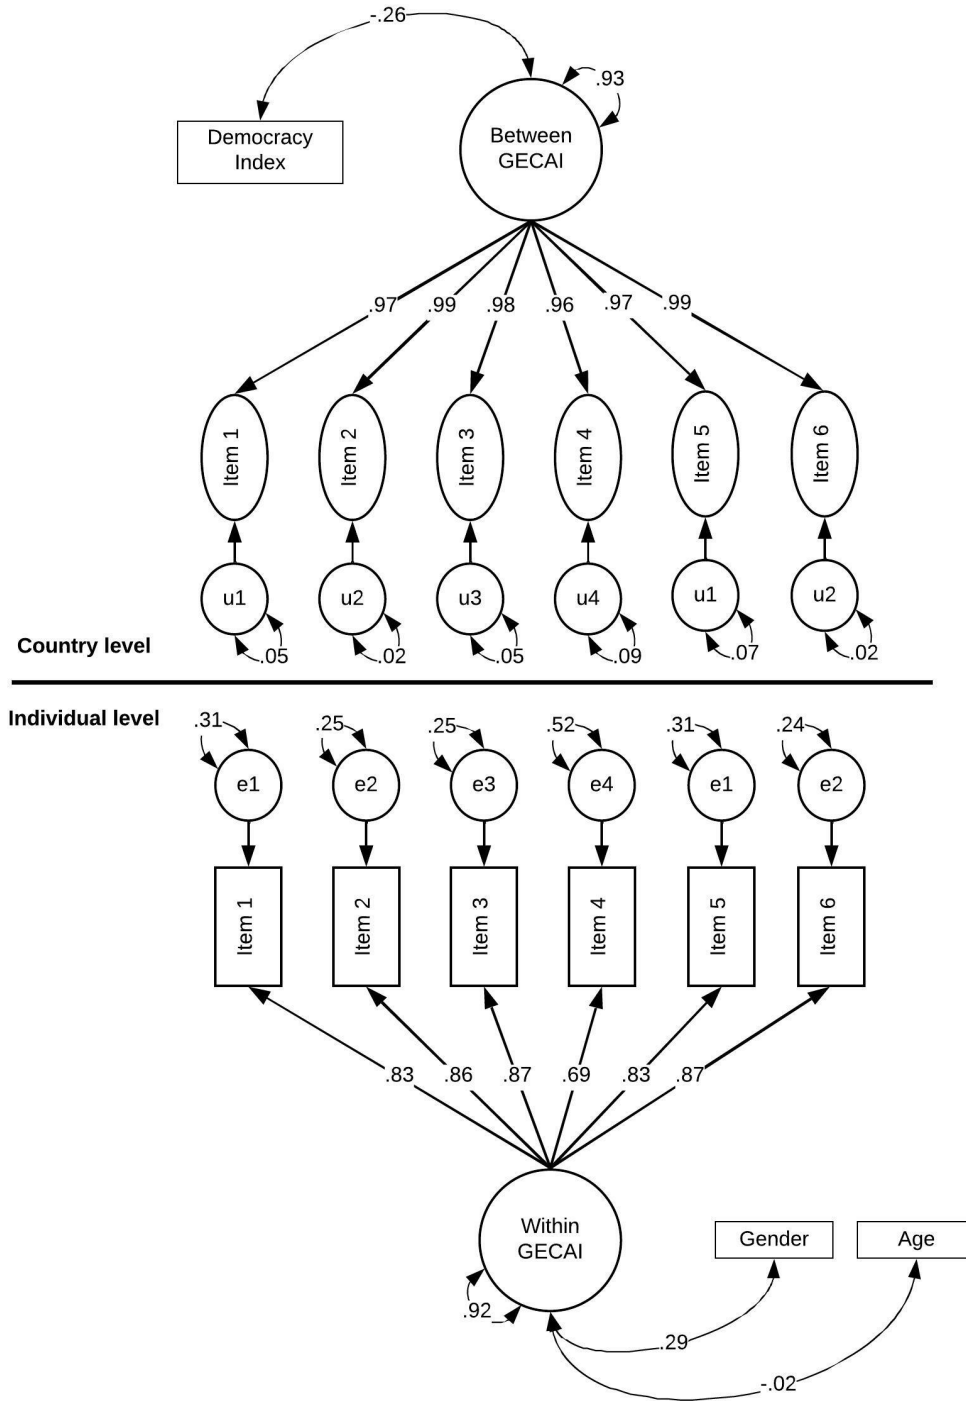 -.26
.93
Democracy
Index
Between
GECAI
.97 .99 .98 .96 .97 .99
Item 1 Item 2 Item 3 Item 4 Item 5 Item 6
u1 u2 u3 u4 u1 u2
.05 .02 .05 .09 .07 .02
Country level
Individual level
.31 .25 .25 .52 .31 .24
e1 e2 e3 e4 e1 e2
Item 1 Item 2 Item 3 Item 4 Item 5 Item 6
.83 .86 .87 .69 .83 .87
Within
GECAI
Gender Age
.92
.29
-.02